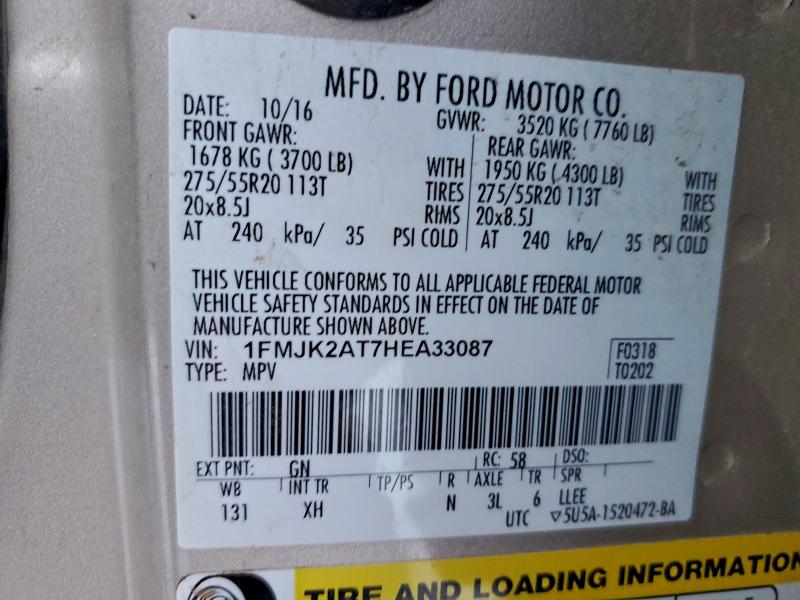 MFD. BY FORD MOTOR CO.
DATE: 10/16 GVWR: 3520 KG ( 7760 LB)
FRONT GAWR: REAR GAWR:
1678 KG ( 3700 LB) WITH 1950 KG ( 4300 LB) WITH
275/55R20 113T TIRES 275/55R20 113T TIRES
20x8.5J RIMS 20x8.5J RIMS
AT 240 kPa/ 35 PSI COLD AT 240 kPa/ 35 PSI COLD
THIS VEHICLE CONFORMS TO ALL APPLICABLE FEDERAL MOTOR
VEHICLE SAFETY STANDARDS IN EFFECT ON THE DATE OF
MANUFACTURE SHOWN ABOVE.
VIN: 1FMJK2AT7HEA33087 F0318
TYPE: MPV T0202
EXT PNT: GN RC: 58 DSO:
WB INT TR TP/PS R AXLE TR SPR
131 XH N 3L 6 LLEE
UTC ▽5U5A-1520472-BA
TIRE AND LOADING INFORMATION